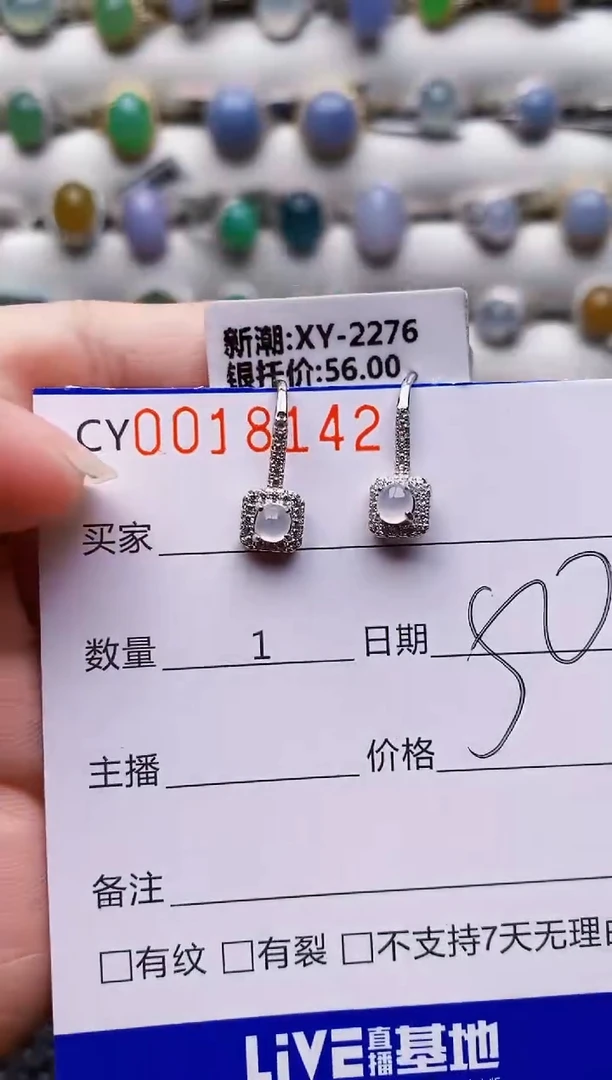 新潮:XY-2276
银托价:56.00
CY0018142
买家
数量 1 日期
50
主播 价格
备注
□有纹 □有裂 □不支持7天无理由
LiVE直播基地